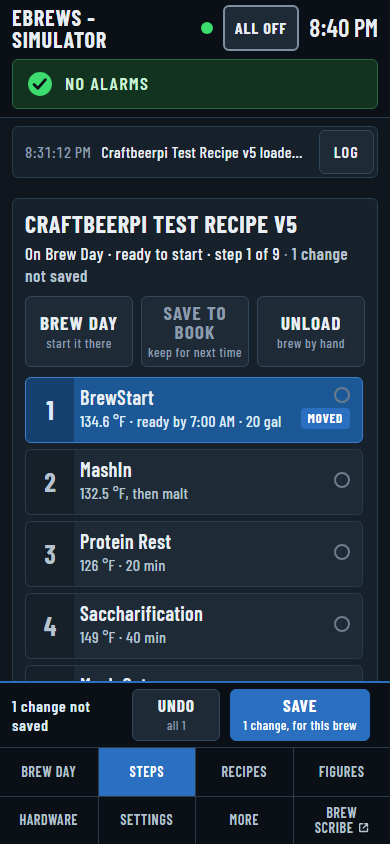 EBREWS -
SIMULATOR
ALL OFF
8:40 PM
NO ALARMS
8:31:12 PM Craftbeerpi Test Recipe v5 loade...
LOG
CRAFTBEERPI TEST RECIPE V5
On Brew Day · ready to start · step 1 of 9 · 1 change
not saved
BREW DAY
start it there
SAVE TO
BOOK
keep for next time
UNLOAD
brew by hand
1
BrewStart
134.6 °F · ready by 7:00 AM · 20 gal
MOVED
2
MashIn
132.5 °F, then malt
3
Protein Rest
126 °F · 20 min
4
Saccharification
149 °F · 40 min
1 change not
saved
UNDO
all 1
SAVE
1 change, for this brew
BREW DAY
STEPS
RECIPES
FIGURES
HARDWARE
SETTINGS
MORE
BREW
SCRIBE